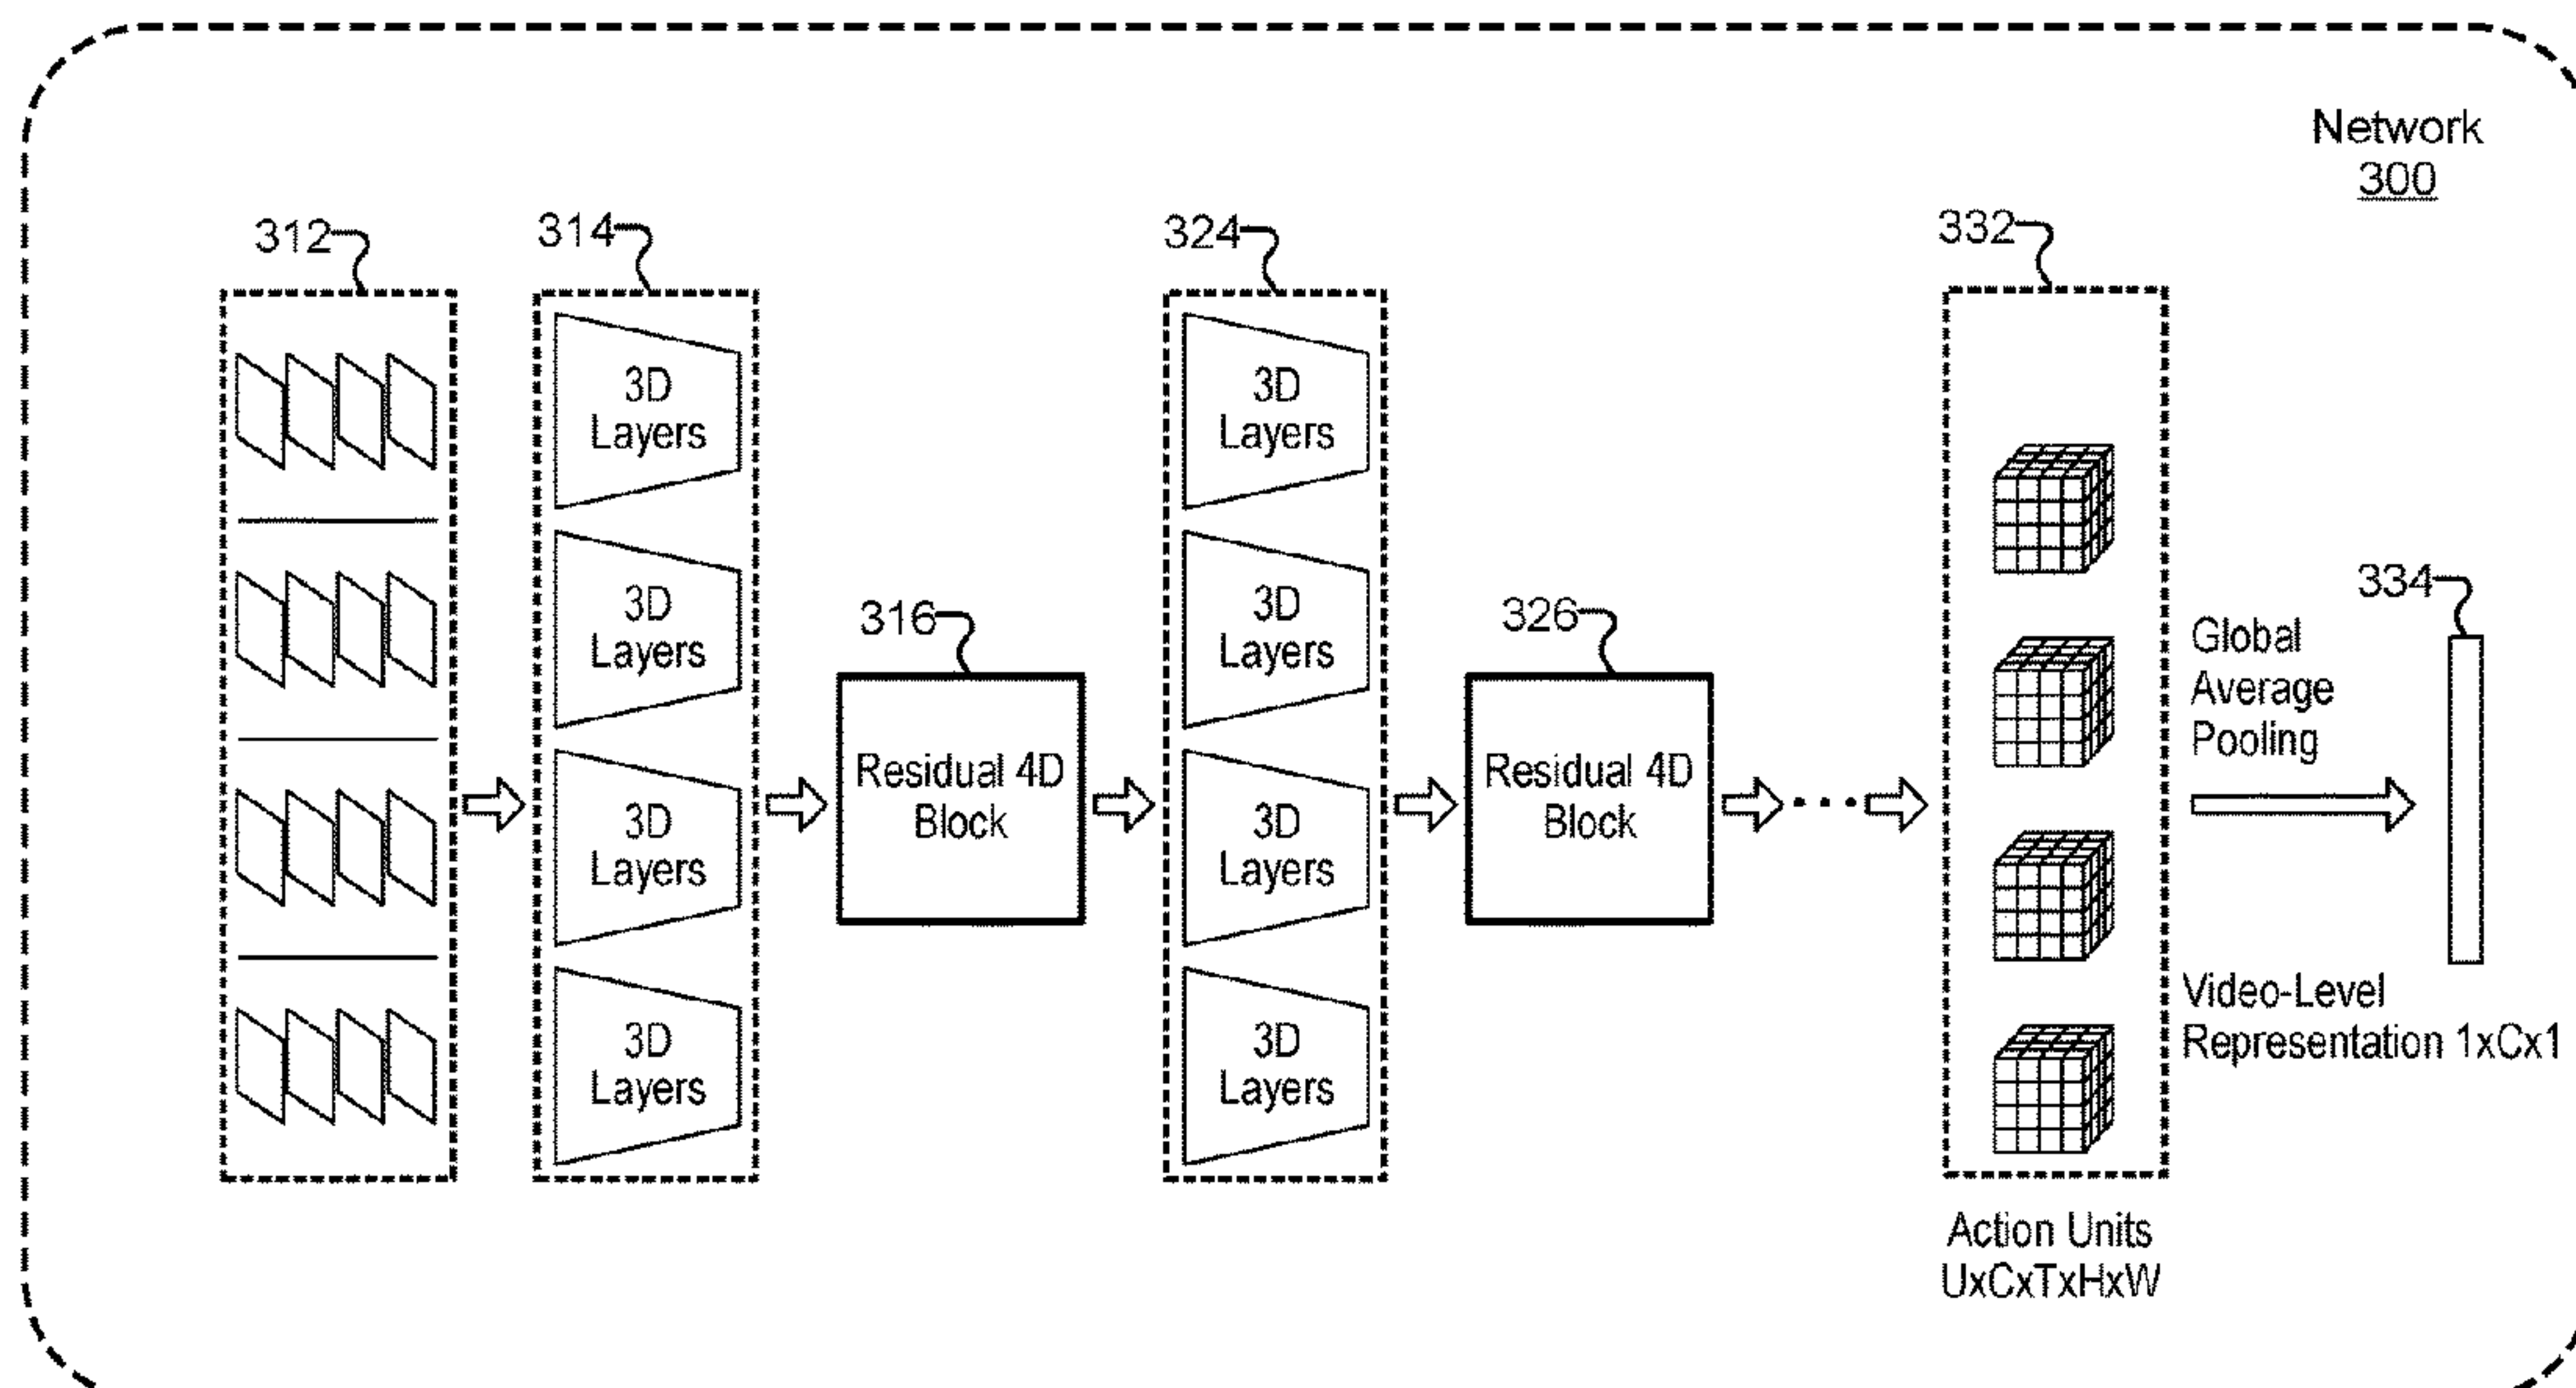 Network
300
312
314
324
332
3D
Layers
3D
Layers
3D
Layers
3D
Layers
316
Residual 4D
Block
3D
Layers
3D
Layers
3D
Layers
3D
Layers
326
Residual 4D
Block
334
Global
Average
Pooling
Video-Level
Representation 1xCx1
Action Units
UxCxTxHxW